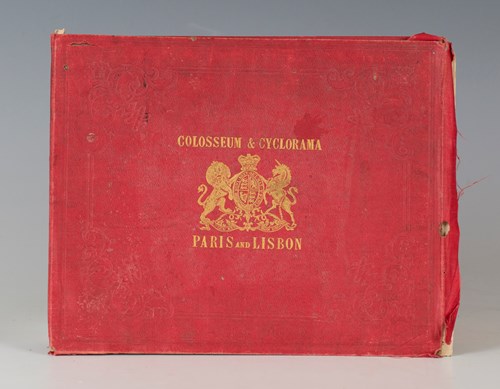 COLOSSEUM & CYCLORAMA
PARIS AND LISBON